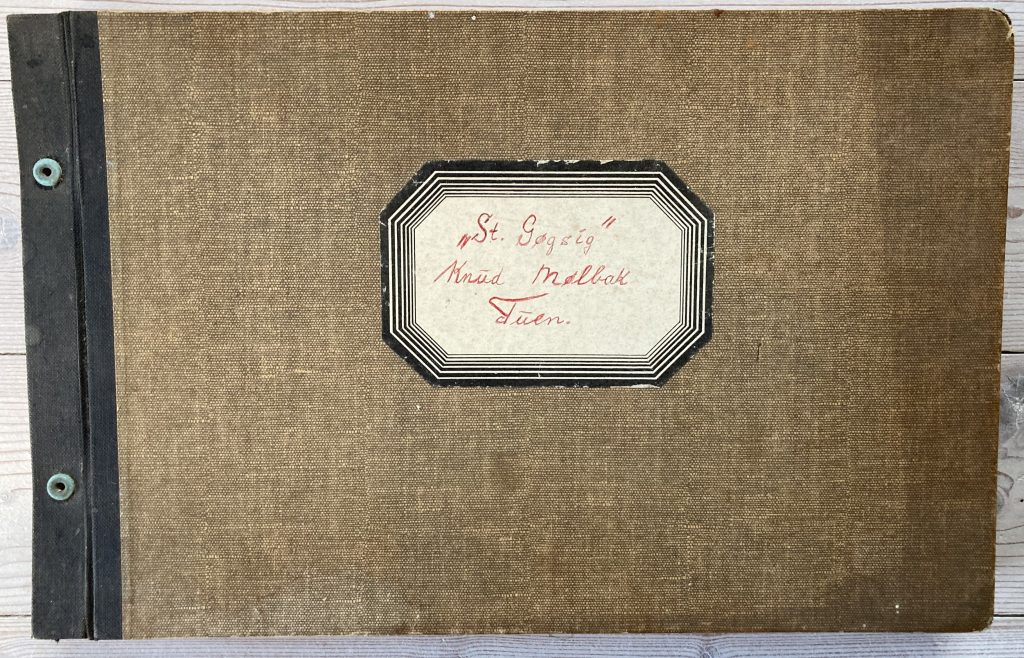 „St. Gøgsig”
Knud Mølbak
Tuen.